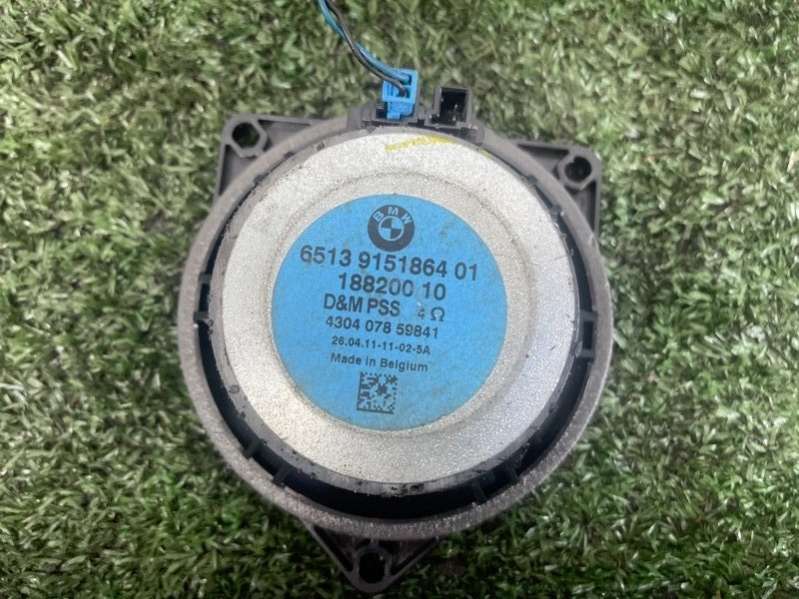 BMW
6513 9151864 01
188200 10
D&M PSS 4 Ω
4304 078 59841
26.04.11-11-02-5A
Made in Belgium